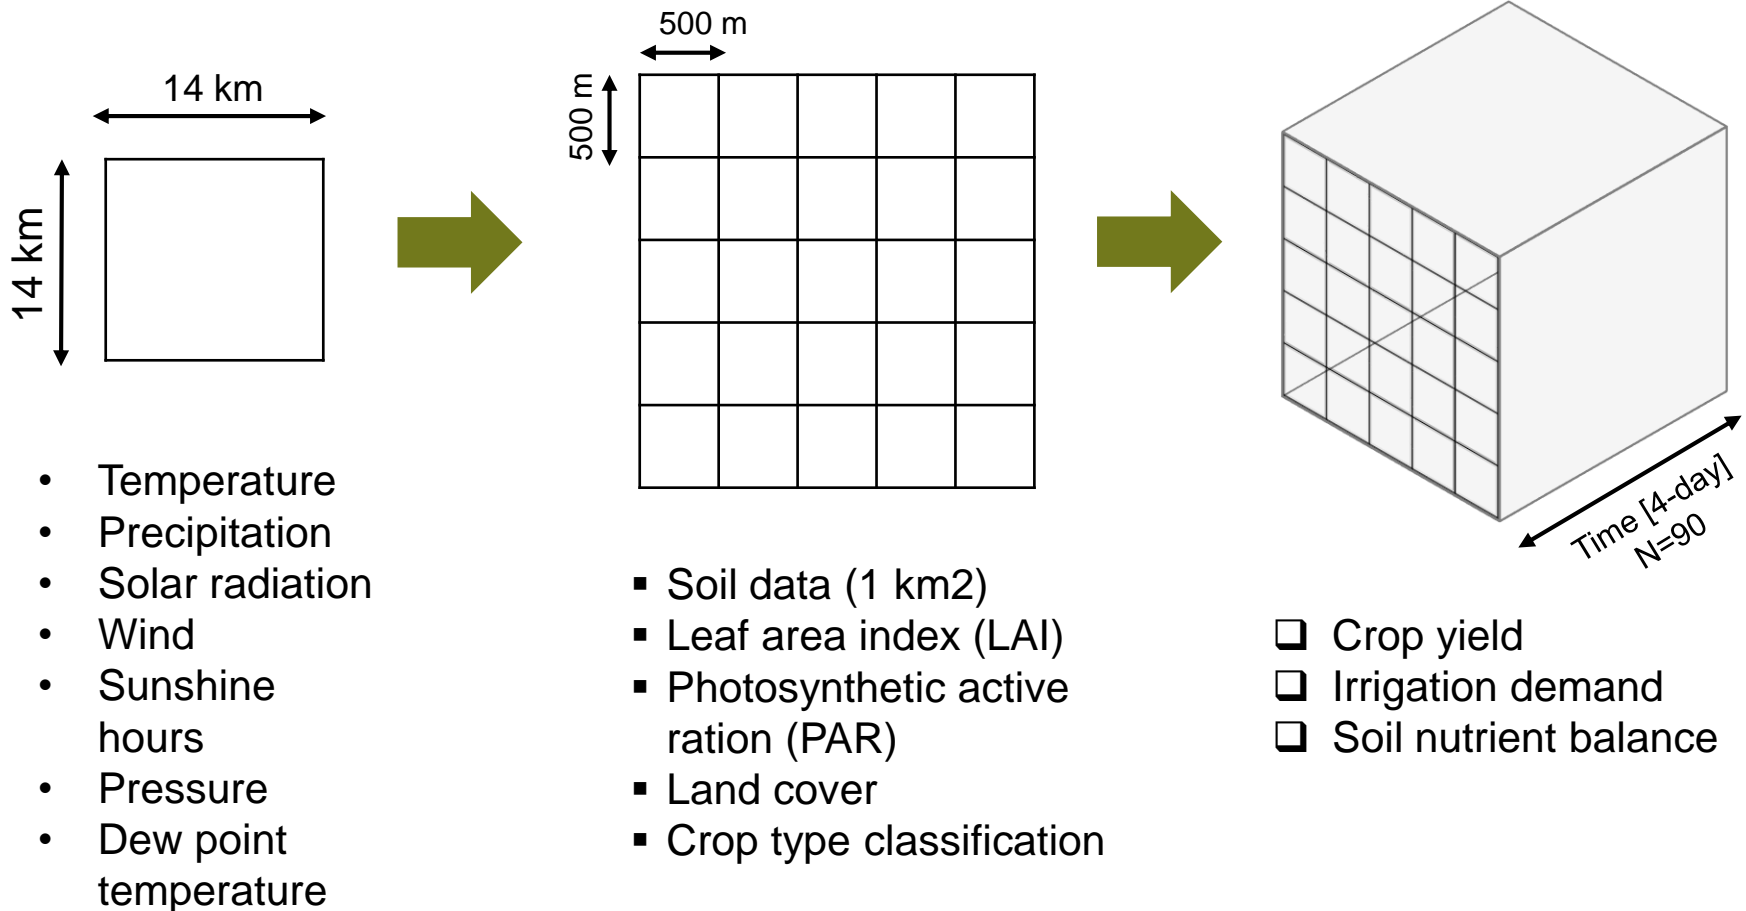 14 km
14 km
• Temperature
• Precipitation
• Solar radiation
• Wind
• Sunshine
hours
• Pressure
• Dew point
temperature
500 m
500 m
▪ Soil data (1 km2)
▪ Leaf area index (LAI)
▪ Photosynthetic active
ration (PAR)
▪ Land cover
▪ Crop type classification
Time [4-day]
N=90
❑ Crop yield
❑ Irrigation demand
❑ Soil nutrient balance